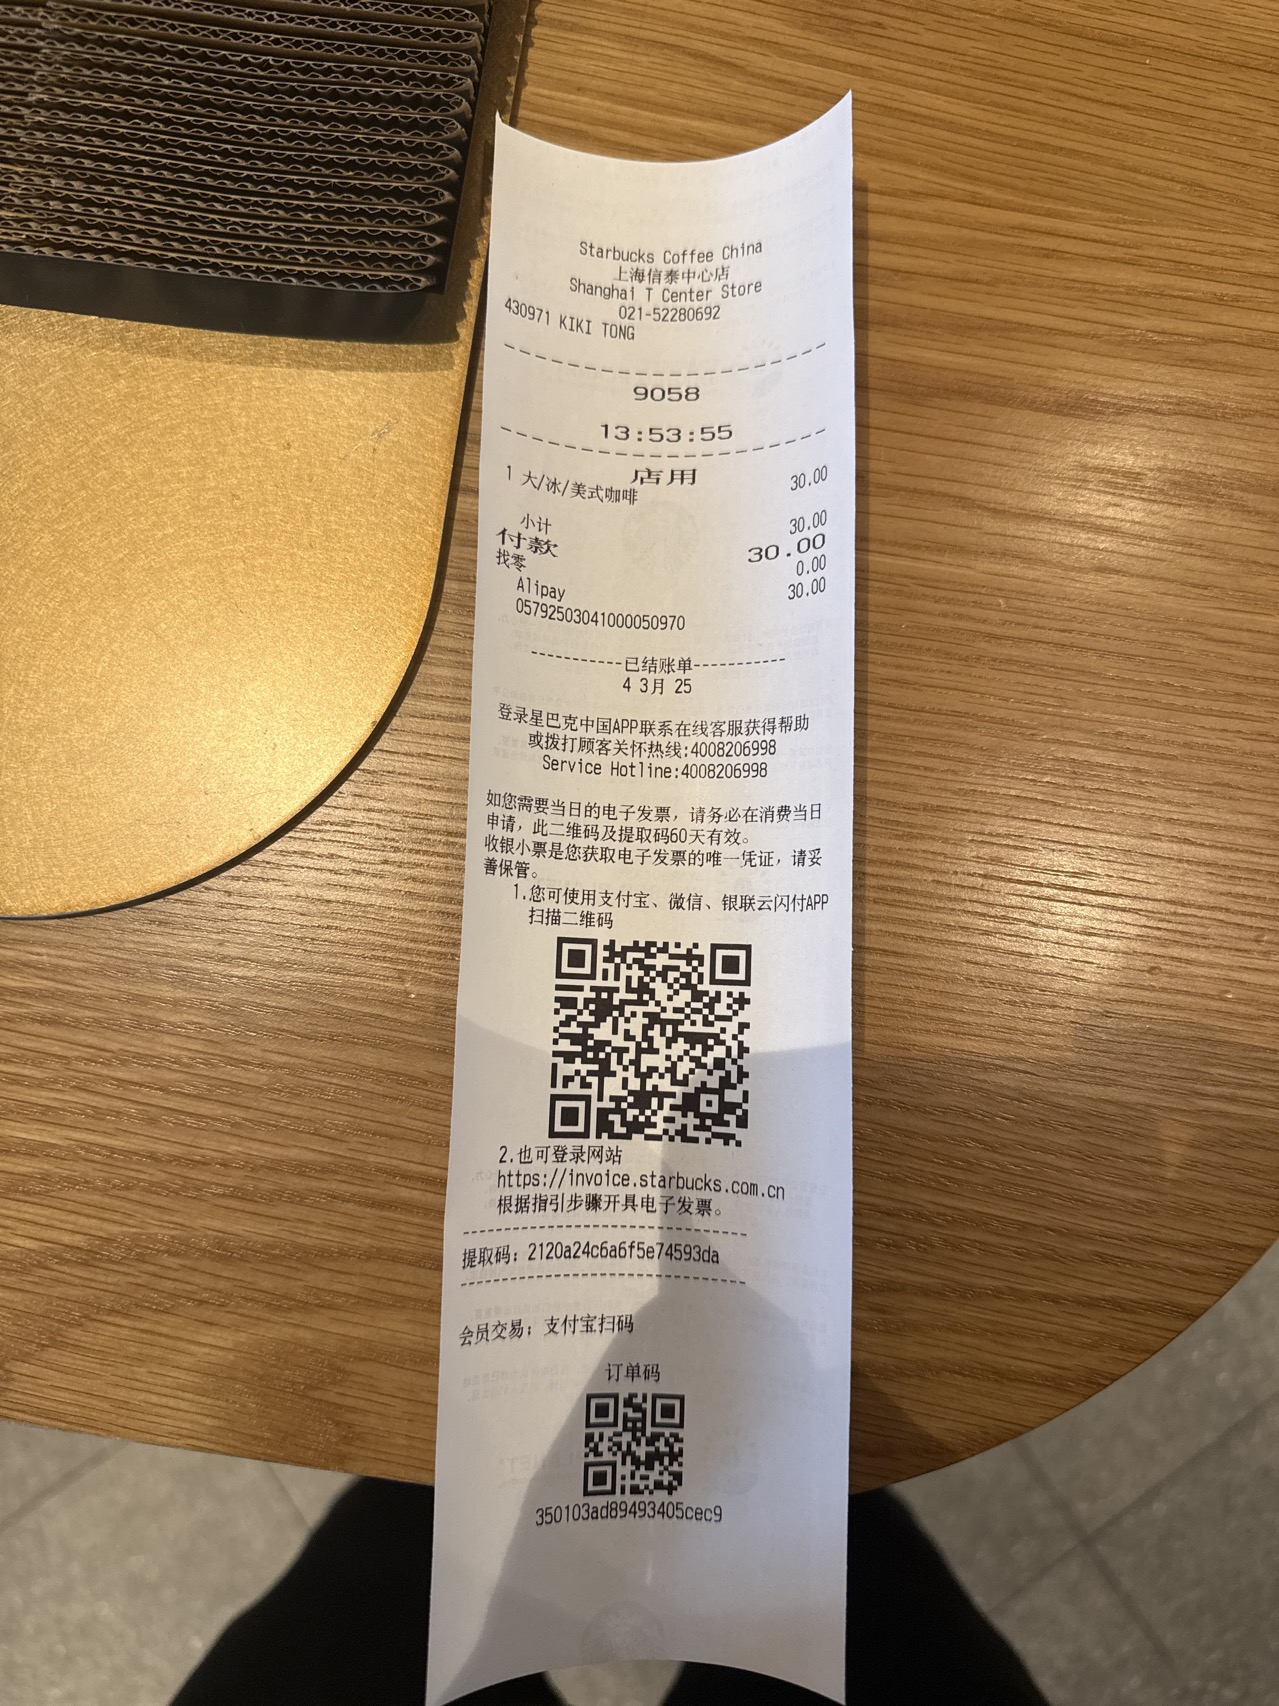 Starbucks Coffee China
上海信泰中心店
Shanghai T Center Store
021-52280692
430971 KIKI TONG
9058
13:53:55
店用
1 大/冰/美式咖啡 30.00
小计 30.00
付款 30.00
找零 0.00
Alipay 30.00
05792503041000050970
-----------已结账单-----------
4 3月 25
登录星巴克中国APP联系在线客服获得帮助
或拨打顾客关怀热线:4008206998
Service Hotline:4008206998
如您需要当日的电子发票，请务必在消费当日
申请，此二维码及提取码60天有效。
收银小票是您获取电子发票的唯一凭证，请妥
善保管。
1.您可使用支付宝、微信、银联云闪付APP
扫描二维码
2.也可登录网站
https://invoice.starbucks.com.cn
根据指引步骤开具电子发票。
提取码：2120a24c6a6f5e74593da
会员交易：支付宝扫码
订单码
350103ad89493405cec9